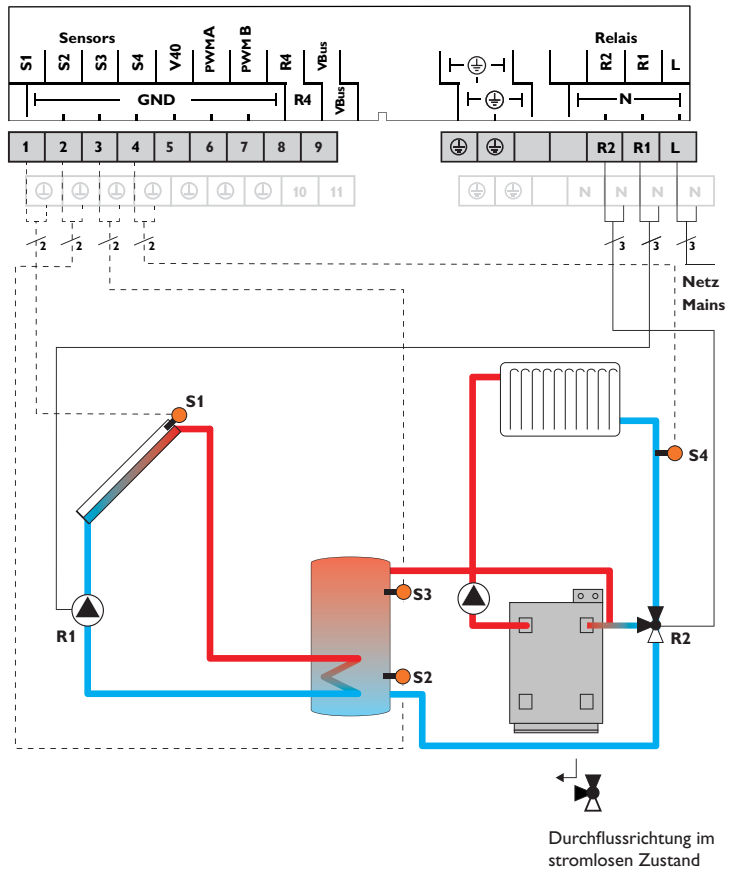 Sensors
Relais
S1 S2 S3 S4 V40 PWM A PWM B R4 VBus
R2 R1 L
GND
R4 VBus
N
1 2 3 4 5 6 7 8 9
R2 R1 L
10 11
N N N N
2 2 2 2
3 3 3
Netz
Mains
S1
S4
S3
R1
R2
S2
Durchflussrichtung im
stromlosen Zustand